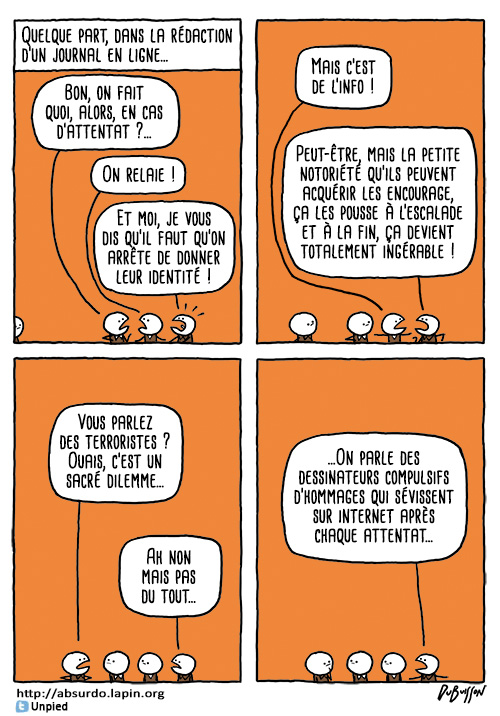 Quelque part, dans la rédaction
d'un journal en ligne...
Bon, on fait
quoi, alors, en cas
d'attentat ?...
On relaie !
Et moi, je vous
dis qu'il faut qu'on
arrête de donner
leur identité !
Mais c'est
de l'info !
Peut-être, mais la petite
notoriété qu'ils peuvent
acquérir les encourage,
ça les pousse à l'escalade
et à la fin, ça devient
totalement ingérable !
Vous parlez
des terroristes ?
Ouais, c'est un
sacré dilemme...
Ah non
mais pas
du tout...
...On parle des
dessinateurs compulsifs
d'hommages qui sévissent
sur internet après
chaque attentat...
http://absurdo.lapin.org
t Unpied
DuBuisson